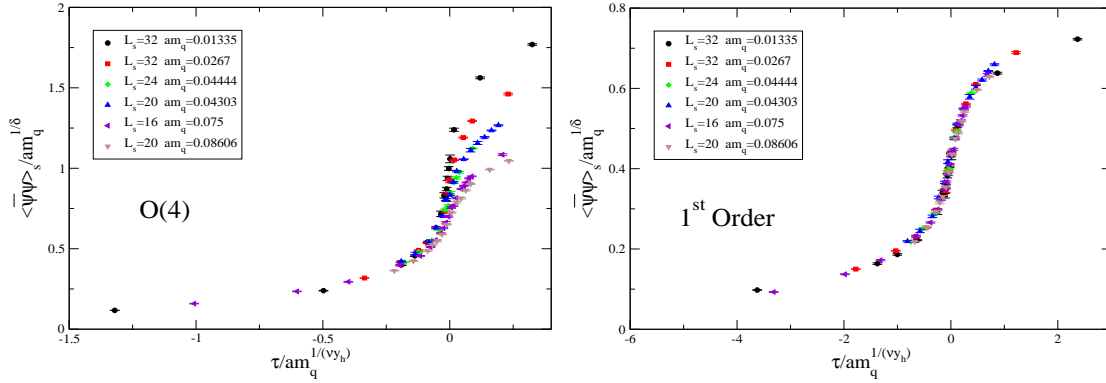 2
1.5
1
0.5
0
-1.5
-1
-0.5
0
<ψ̅ψ>_s/am_q^{1/δ}
τ/am_q^{1/(νy_h)}
L_s=32 am_q=0.01335
L_s=32 am_q=0.0267
L_s=24 am_q=0.04444
L_s=20 am_q=0.04303
L_s=16 am_q=0.075
L_s=20 am_q=0.08606
O(4)
0.8
0.6
0.4
0.2
0
-6
-4
-2
0
2
<ψ̅ψ>_s/am_q^{1/δ}
τ/am_q^{1/(νy_h)}
L_s=32 am_q=0.01335
L_s=32 am_q=0.0267
L_s=24 am_q=0.04444
L_s=20 am_q=0.04303
L_s=16 am_q=0.075
L_s=20 am_q=0.08606
1^{st} Order